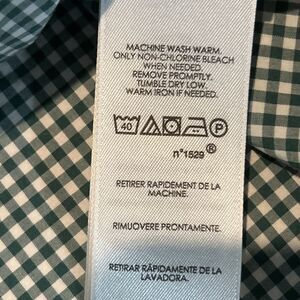 MACHINE WASH WARM.
ONLY NON-CHLORINE BLEACH
WHEN NEEDED.
REMOVE PROMPTLY.
TUMBLE DRY LOW.
WARM IRON IF NEEDED.
40 P
n°1529 ®
RETIRER RAPIDEMENT DE LA
MACHINE.
RIMUOVERE PRONTAMENTE.
RETIRAR RÁPIDAMENTE DE LA
LAVADORA.